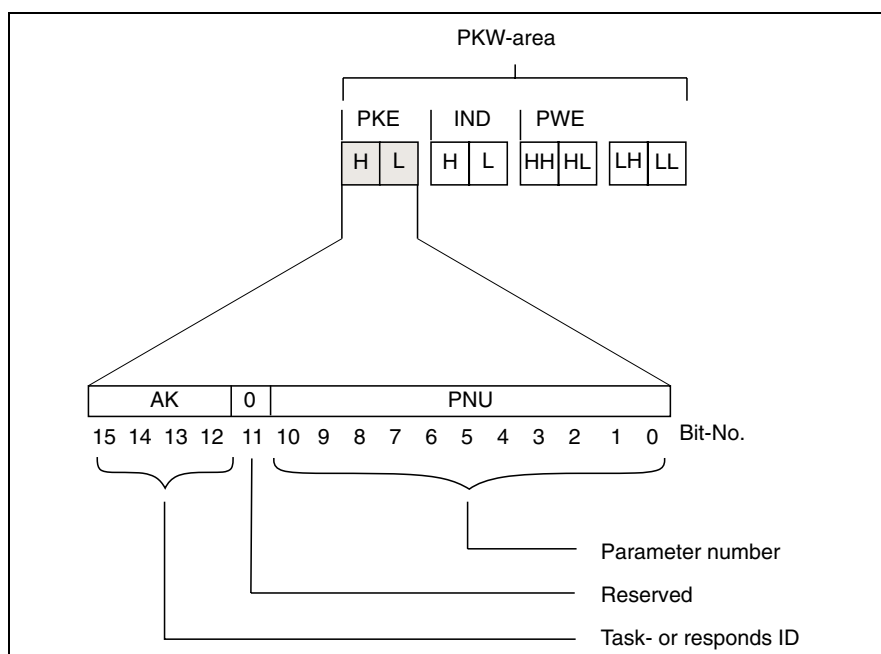 PKW-area
PKE IND PWE
H L H L HH HL LH LL
AK 0 PNU
15 14 13 12 11 10 9 8 7 6 5 4 3 2 1 0 Bit-No.
Parameter number
Reserved
Task- or responds ID